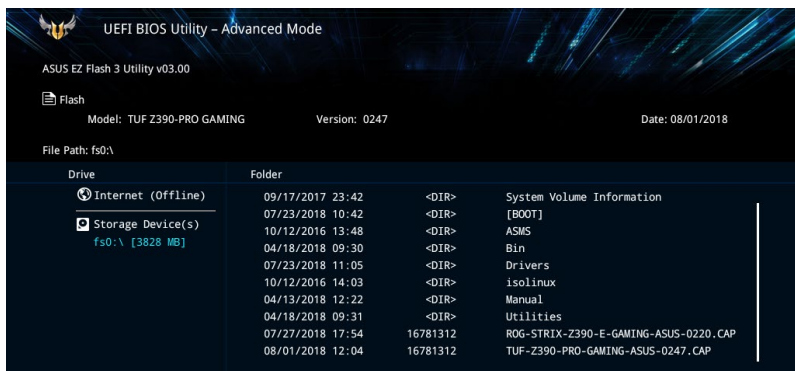 UEFI BIOS Utility – Advanced Mode
ASUS EZ Flash 3 Utility v03.00
Flash
Model: TUF Z390-PRO GAMING Version: 0247 Date: 08/01/2018
File Path: fs0:\
Drive Folder
Internet (Offline) 09/17/2017 23:42 <DIR> System Volume Information
07/23/2018 10:42 <DIR> [BOOT]
Storage Device(s) 10/12/2016 13:48 <DIR> ASMS
fs0:\ [3828 MB] 04/18/2018 09:30 <DIR> Bin
07/23/2018 11:05 <DIR> Drivers
10/12/2016 14:03 <DIR> isolinux
04/13/2018 12:22 <DIR> Manual
04/18/2018 09:31 <DIR> Utilities
07/27/2018 17:54 16781312 ROG-STRIX-Z390-E-GAMING-ASUS-0220.CAP
08/01/2018 12:04 16781312 TUF-Z390-PRO-GAMING-ASUS-0247.CAP